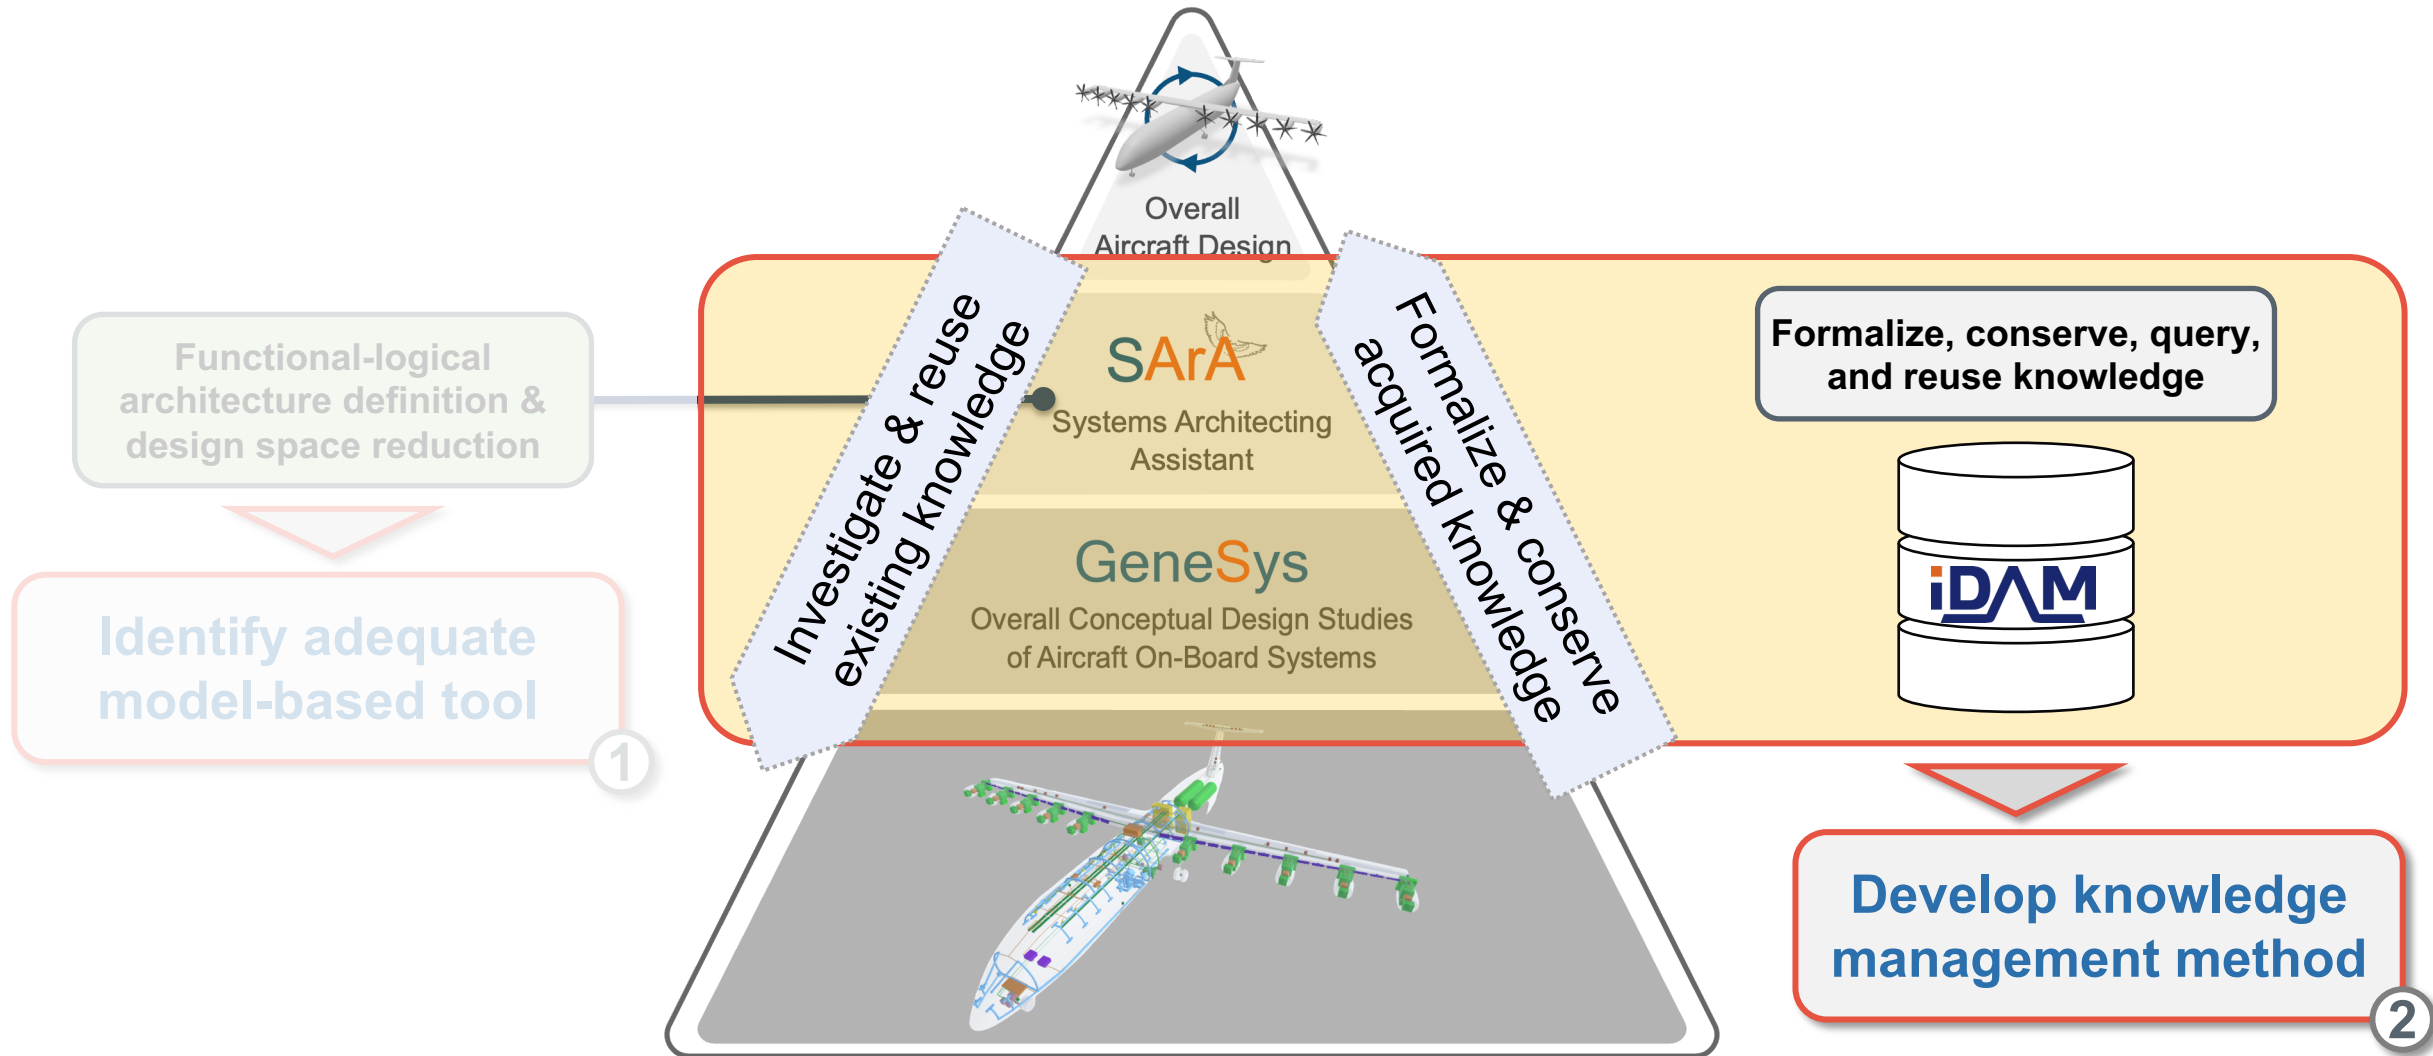 Overall
Aircraft Design
Functional-logical
architecture definition &
design space reduction
Identify adequate
model-based tool
1
Investigate & reuse
existing knowledge
SArA
Systems Architecting
Assistant
GeneSys
Overall Conceptual Design Studies
of Aircraft On-Board Systems
Formalize & conserve
acquired knowledge
Formalize, conserve, query,
and reuse knowledge
iDAM
Develop knowledge
management method
2